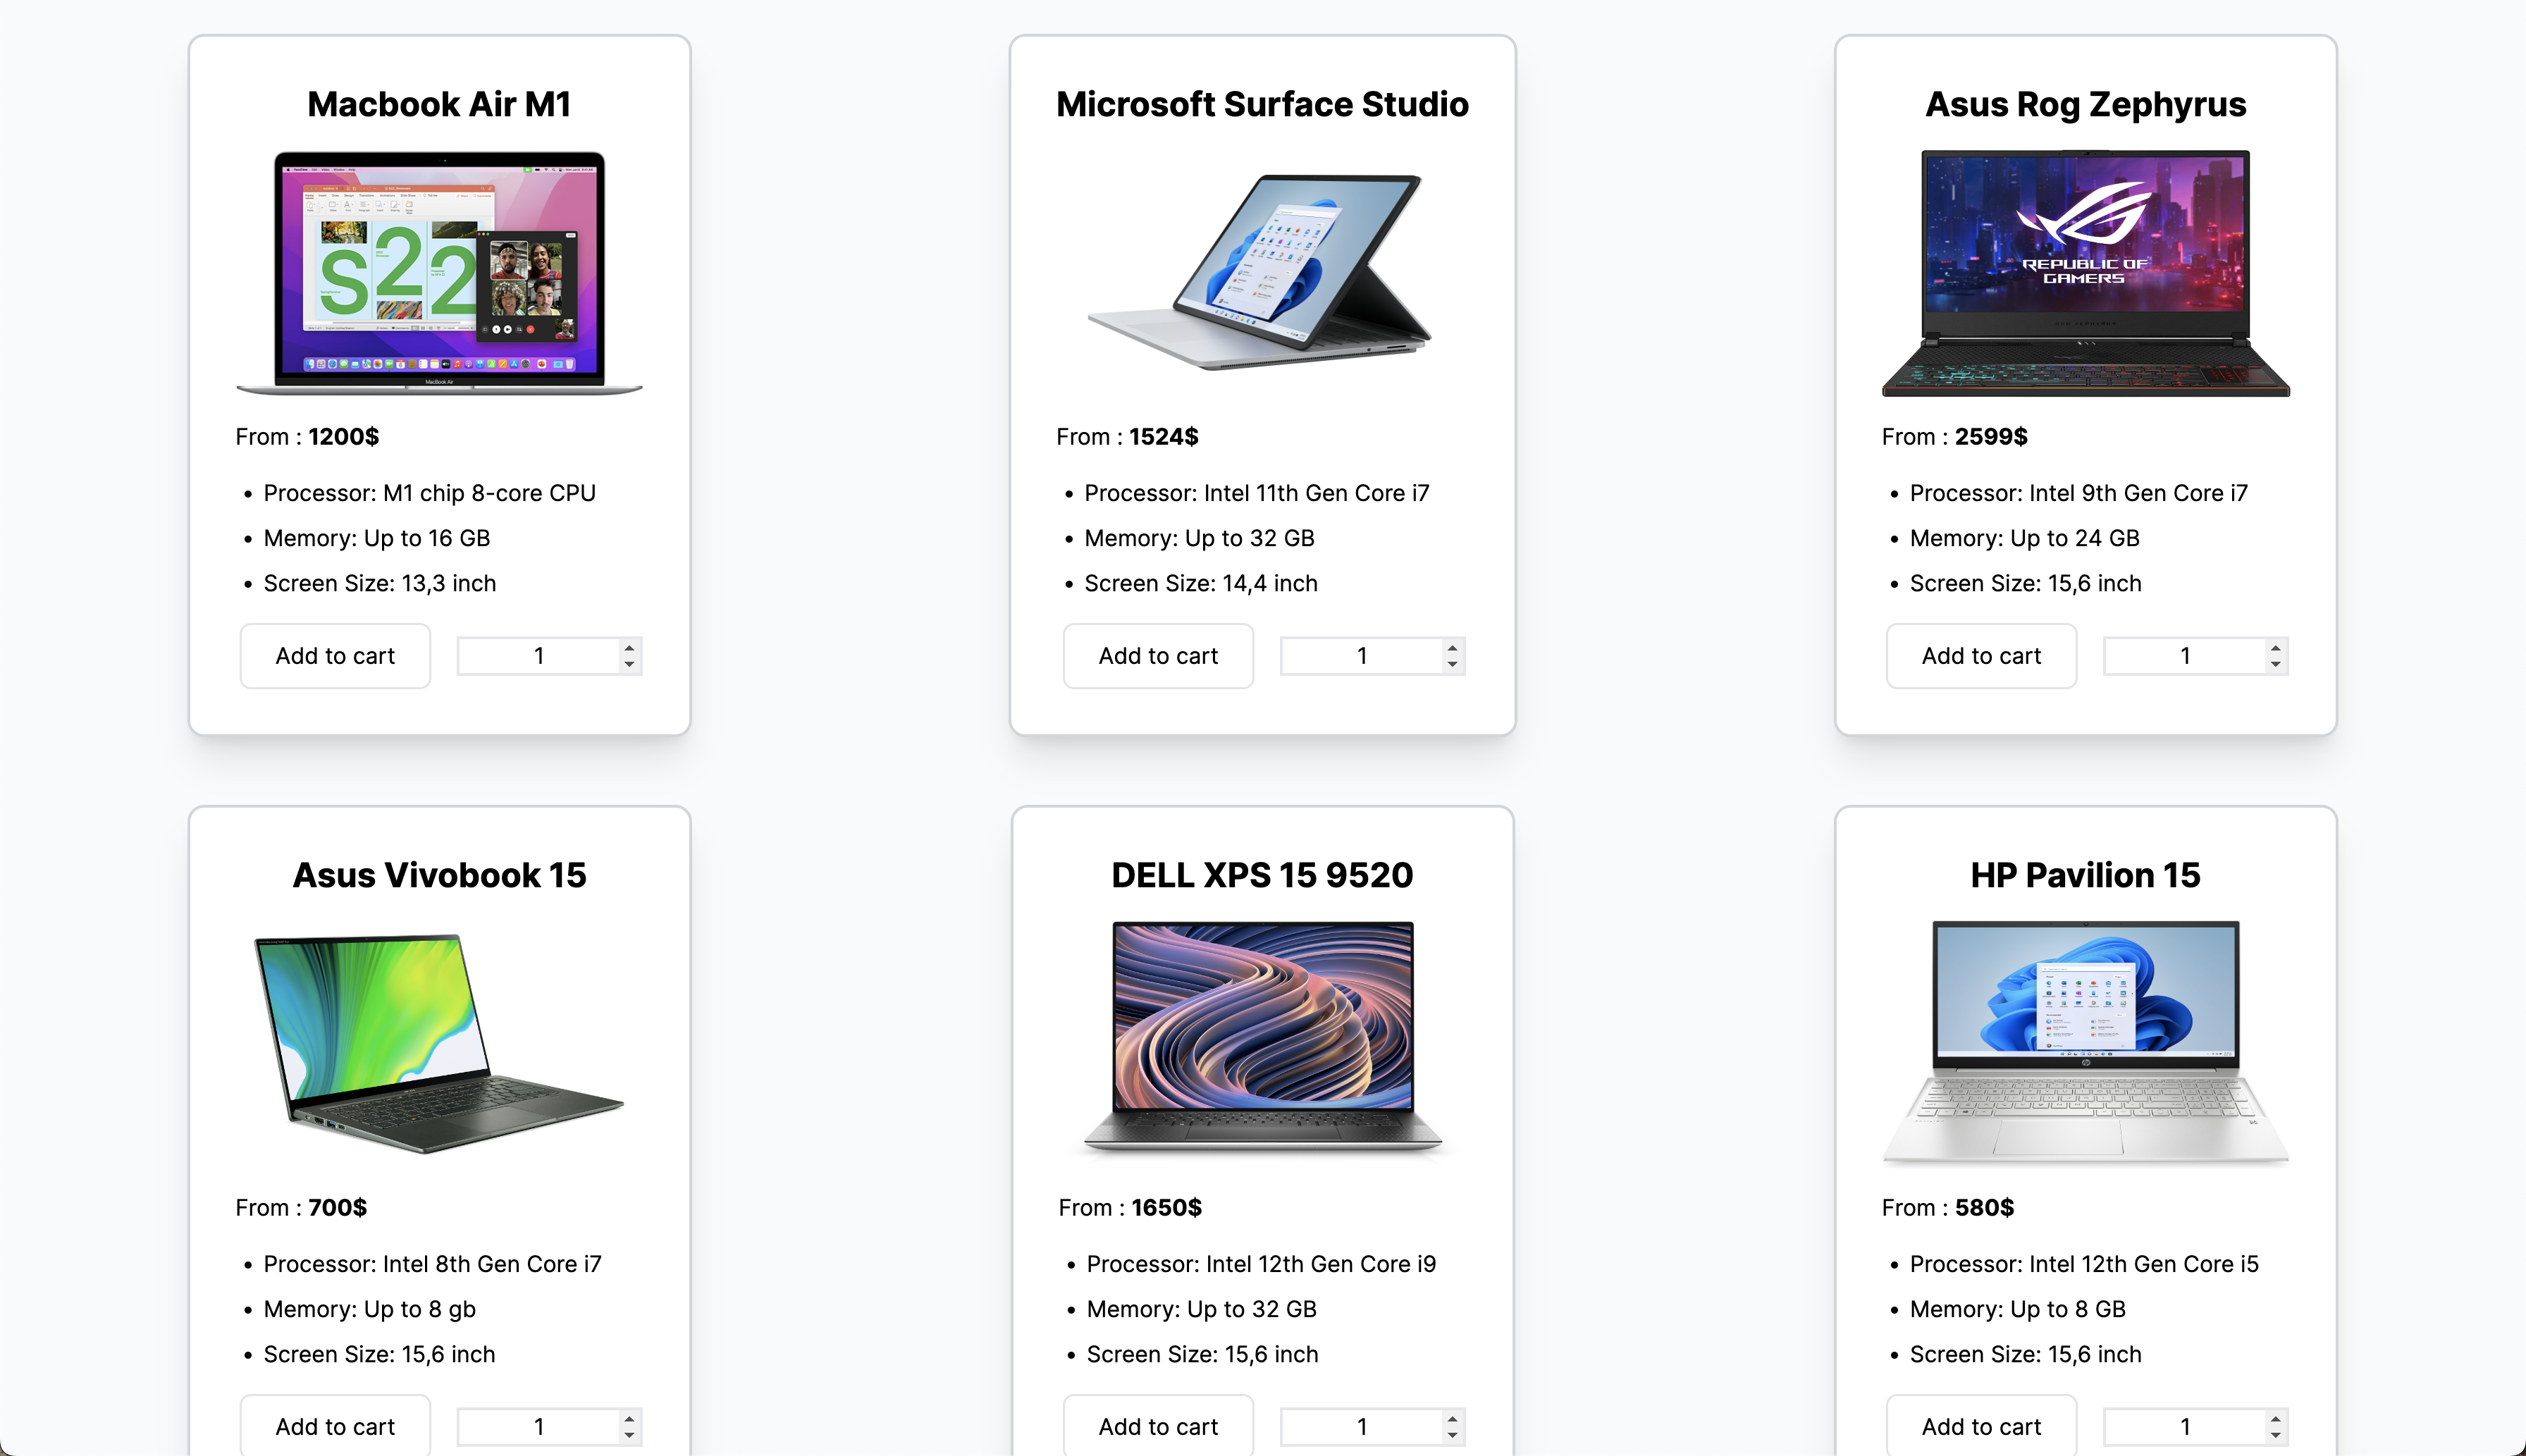 Macbook Air M1
MacBook Air
From : 1200$
• Processor: M1 chip 8-core CPU
• Memory: Up to 16 GB
• Screen Size: 13,3 inch
Add to cart
1
Microsoft Surface Studio
From : 1524$
• Processor: Intel 11th Gen Core i7
• Memory: Up to 32 GB
• Screen Size: 14,4 inch
Add to cart
1
Asus Rog Zephyrus
REPUBLIC OF
GAMERS
From : 2599$
• Processor: Intel 9th Gen Core i7
• Memory: Up to 24 GB
• Screen Size: 15,6 inch
Add to cart
1
Asus Vivobook 15
From : 700$
• Processor: Intel 8th Gen Core i7
• Memory: Up to 8 gb
• Screen Size: 15,6 inch
Add to cart
1
DELL XPS 15 9520
From : 1650$
• Processor: Intel 12th Gen Core i9
• Memory: Up to 32 GB
• Screen Size: 15,6 inch
Add to cart
1
HP Pavilion 15
From : 580$
• Processor: Intel 12th Gen Core i5
• Memory: Up to 8 GB
• Screen Size: 15,6 inch
Add to cart
1